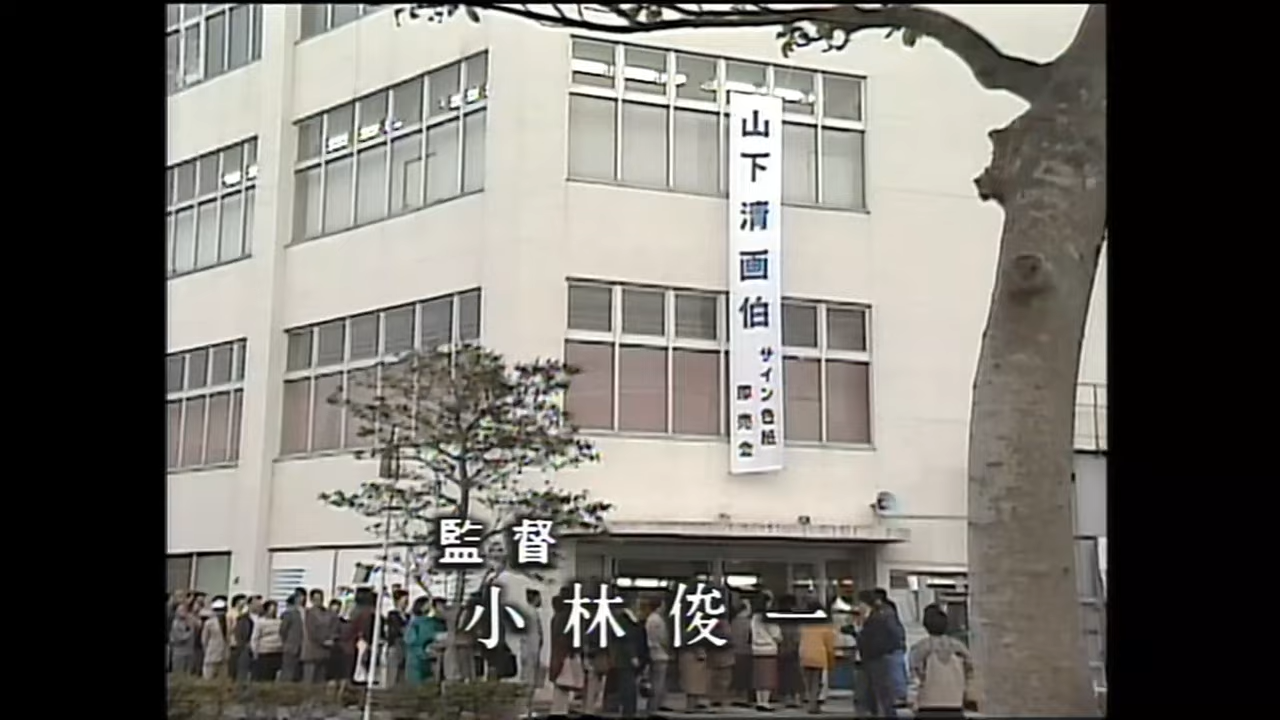 山下清画伯
サイン色紙
即売会
監督
小林俊一